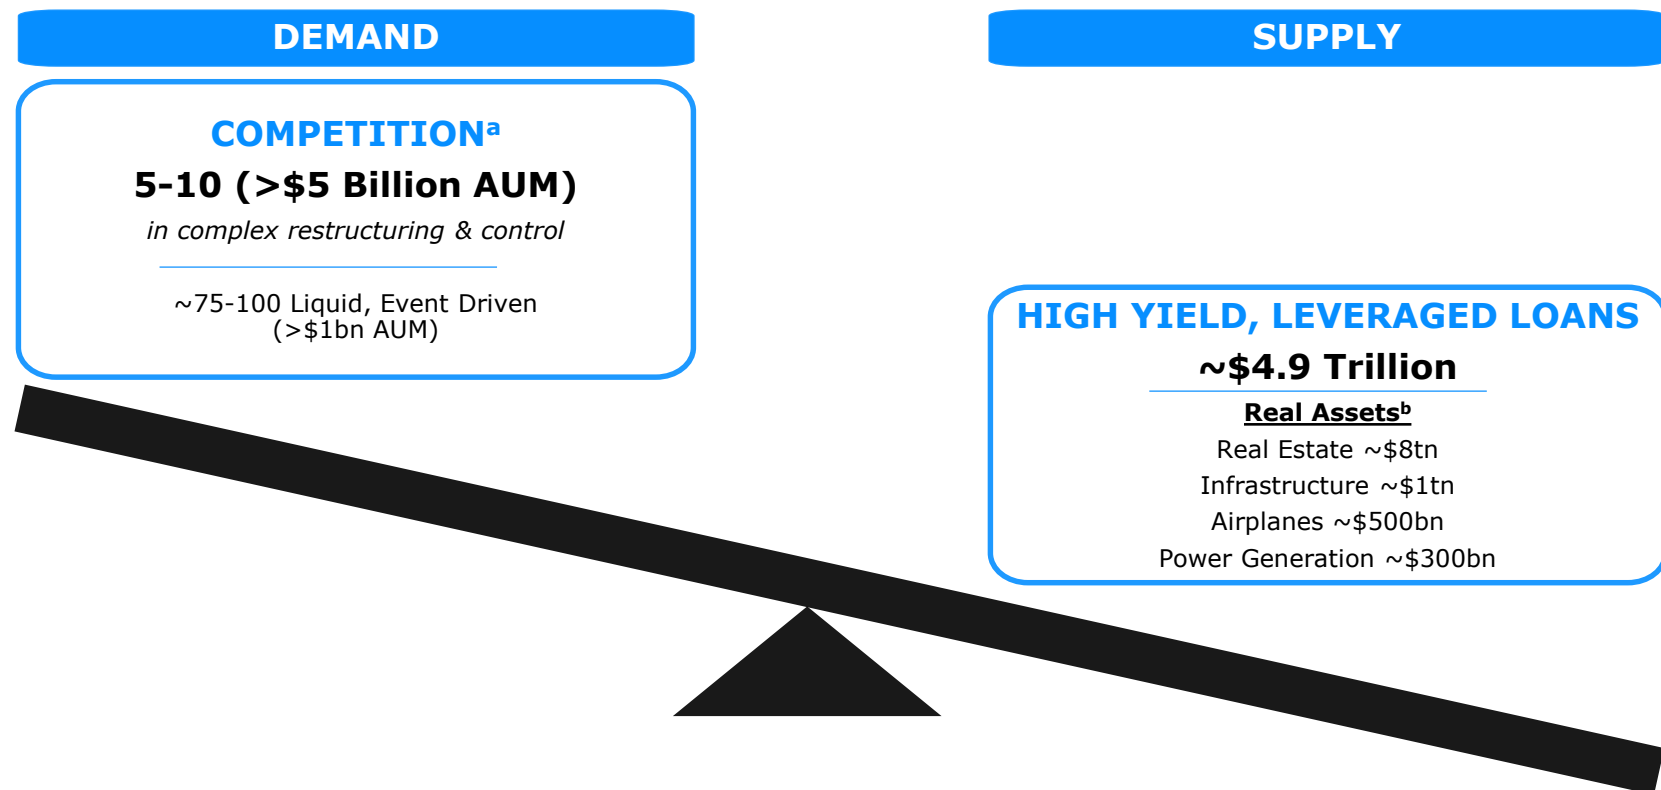 DEMAND
COMPETITIONᵃ
5-10 (>$5 Billion AUM)
in complex restructuring & control
~75-100 Liquid, Event Driven
(>$1bn AUM)
SUPPLY
HIGH YIELD, LEVERAGED LOANS
~$4.9 Trillion
Real Assetsᵇ
Real Estate ~$8tn
Infrastructure ~$1tn
Airplanes ~$500bn
Power Generation ~$300bn